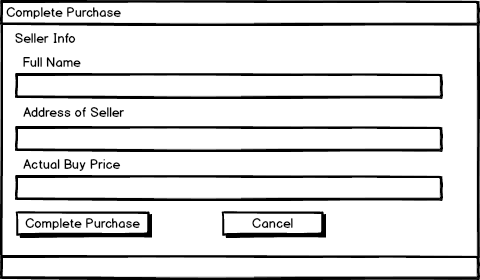 Complete Purchase
Seller Info
Full Name
Address of Seller
Actual Buy Price
Complete Purchase
Cancel